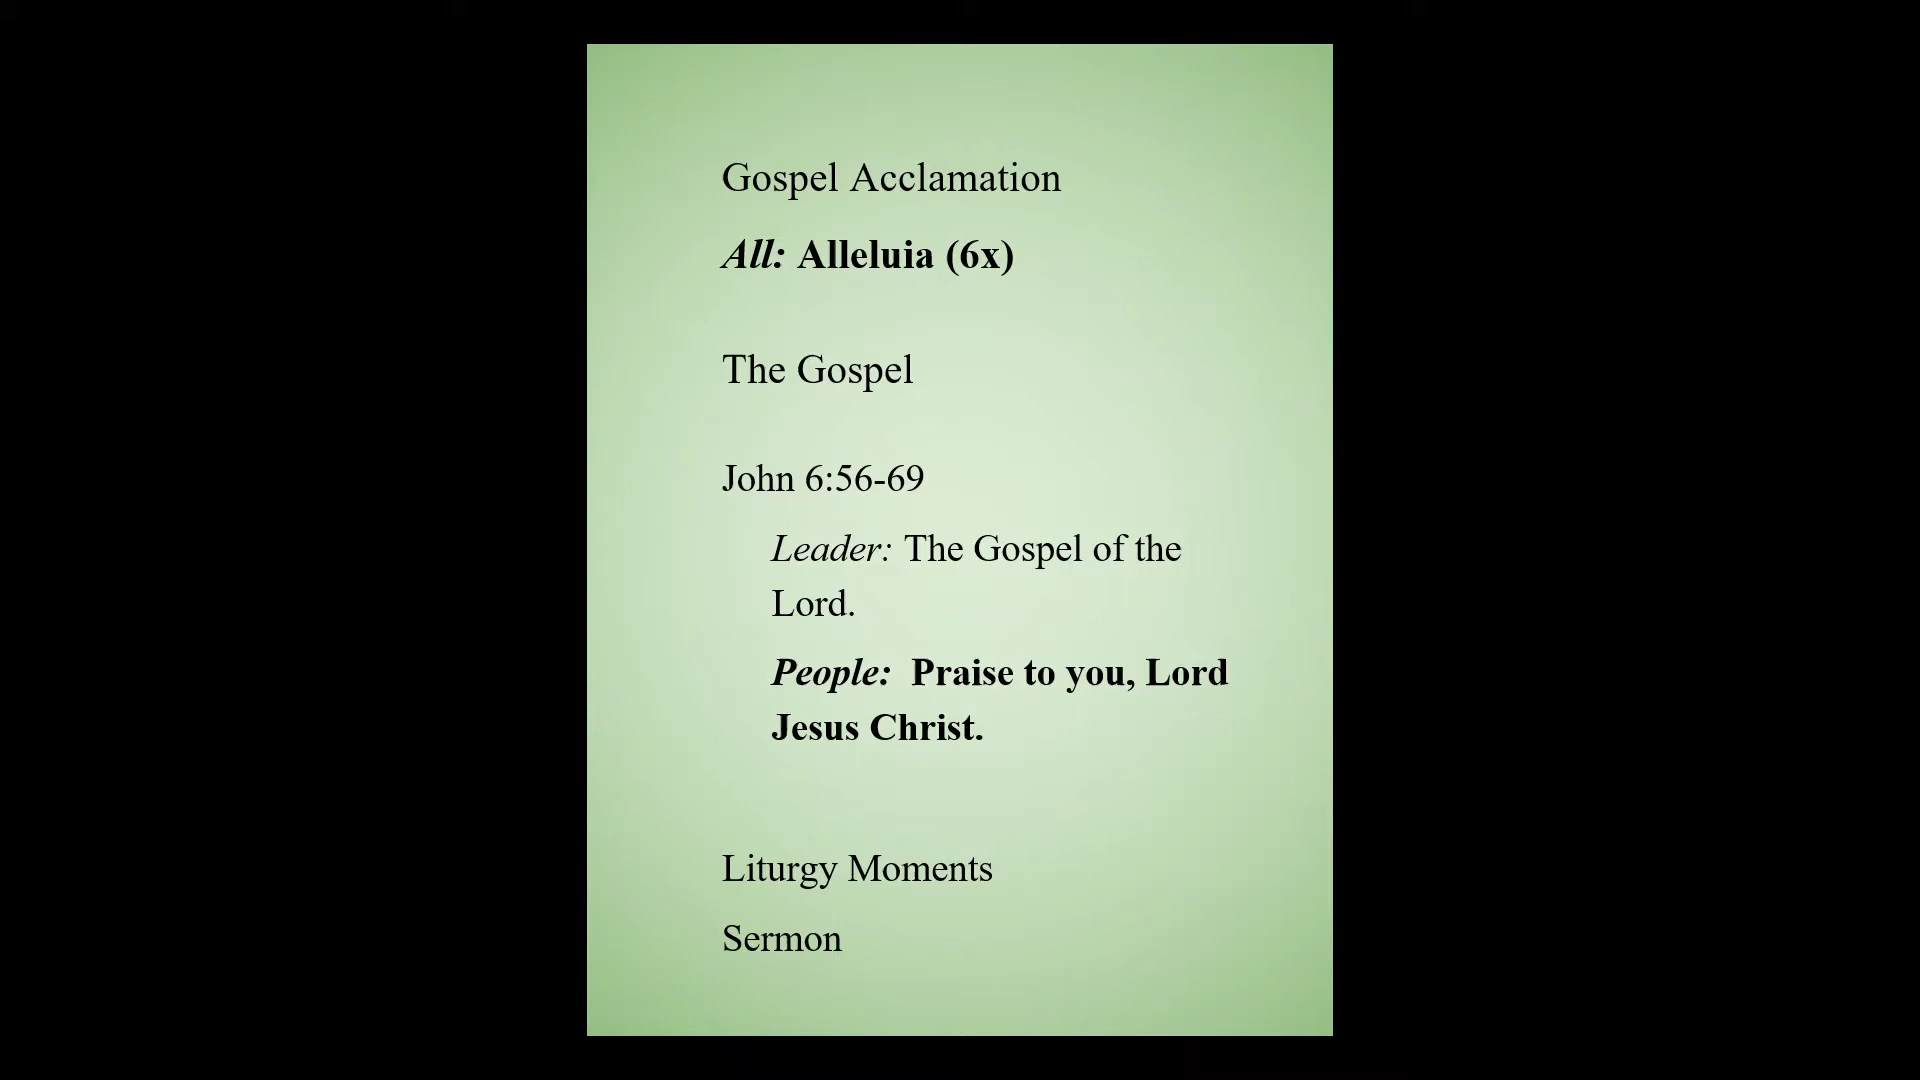 Gospel Acclamation
All: Alleluia (6x)
The Gospel
John 6:56-69
Leader: The Gospel of the
Lord.
People:  Praise to you, Lord
Jesus Christ.
Liturgy Moments
Sermon